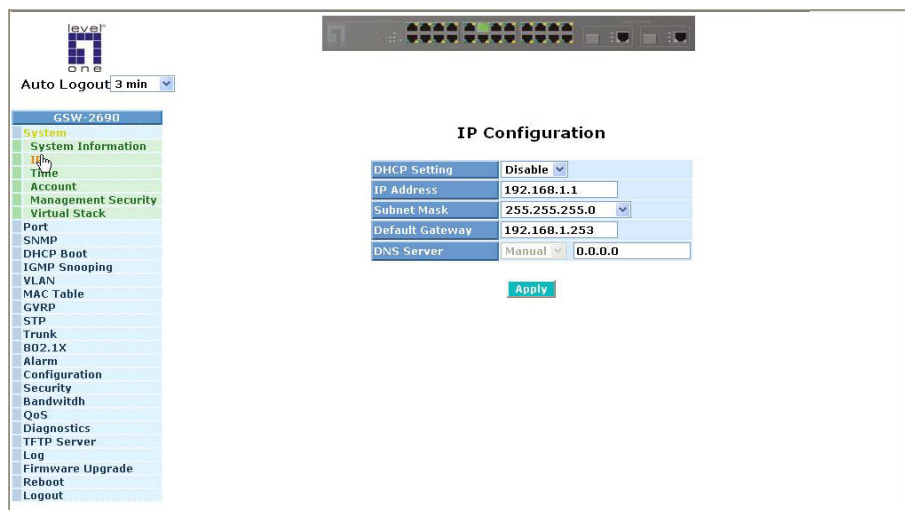 level
one
Auto Logout 3 min
GSW-2690
System
System Information
IP
Time
Account
Management Security
Virtual Stack
Port
SNMP
DHCP Boot
IGMP Snooping
VLAN
MAC Table
GVRP
STP
Trunk
802.1X
Alarm
Configuration
Security
Bandwitdh
QoS
Diagnostics
TFTP Server
Log
Firmware Upgrade
Reboot
Logout
IP Configuration
DHCP Setting Disable
IP Address 192.168.1.1
Subnet Mask 255.255.255.0
Default Gateway 192.168.1.253
DNS Server Manual 0.0.0.0
Apply